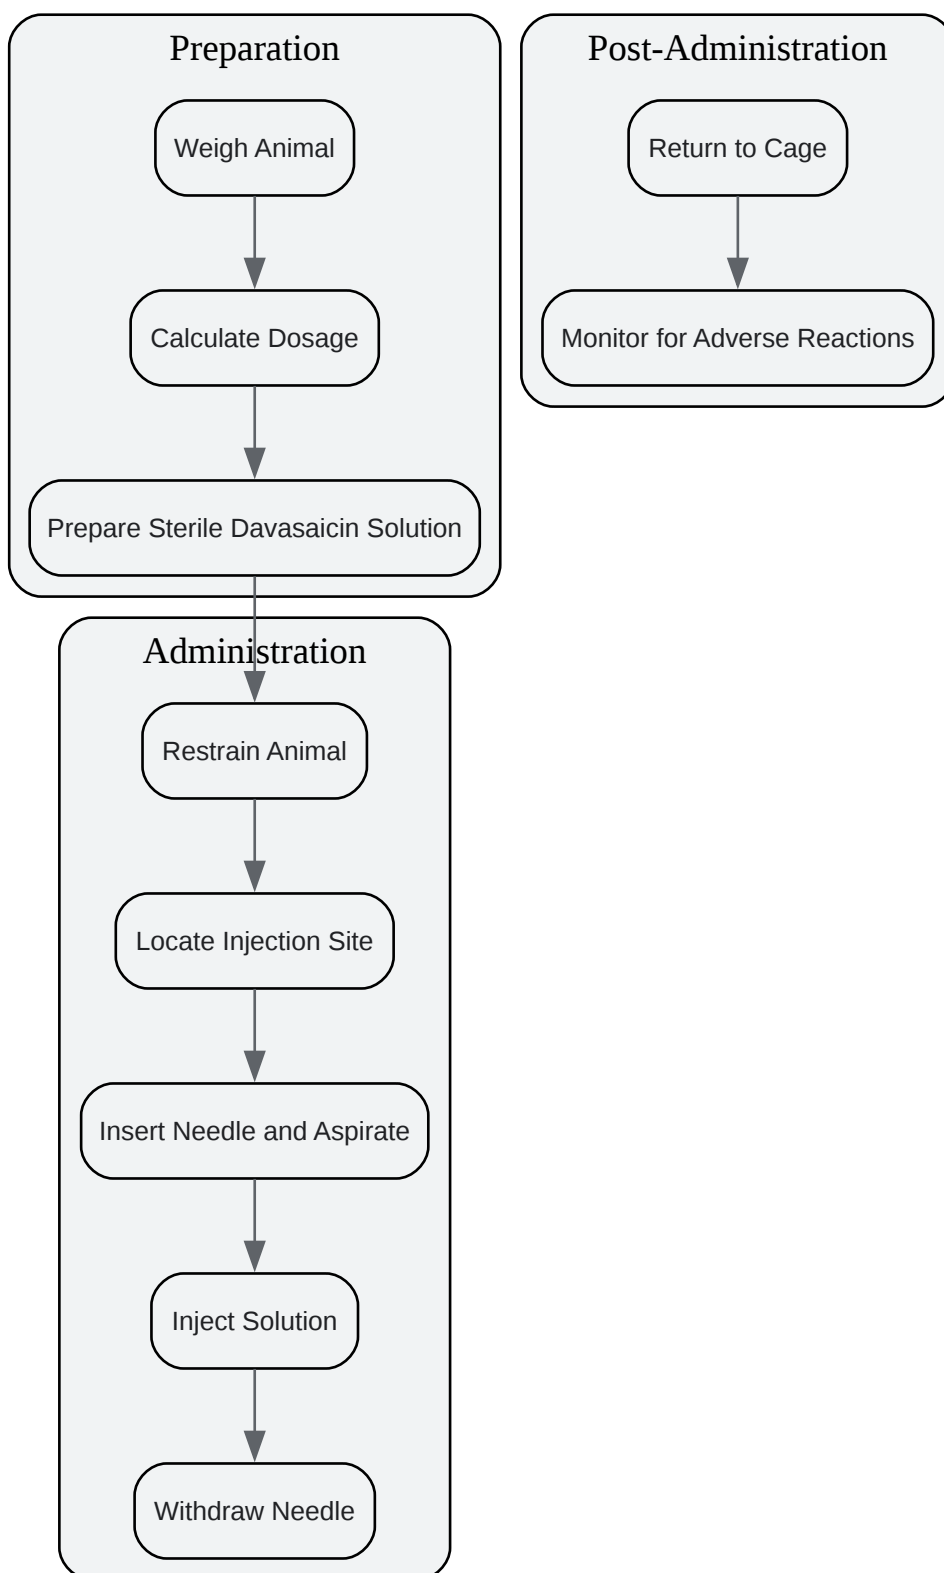 Preparation
Weigh Animal
Calculate Dosage
Prepare Sterile Davasaicin Solution
Administration
Restrain Animal
Locate Injection Site
Insert Needle and Aspirate
Inject Solution
Withdraw Needle
Post-Administration
Return to Cage
Monitor for Adverse Reactions